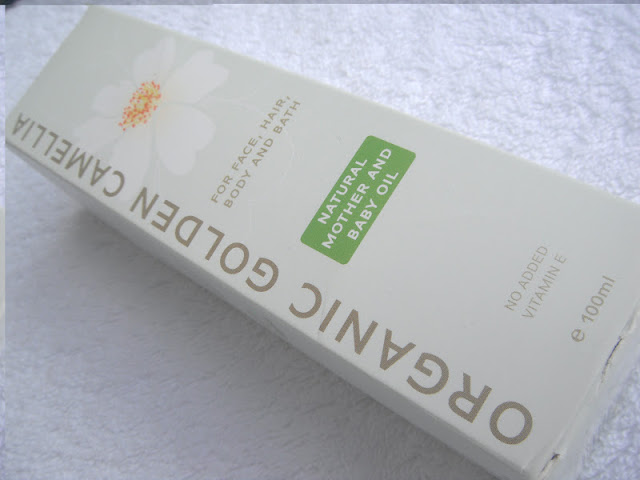 ORGANIC GOLDEN CAMELLIA
FOR FACE, HAIR,
BODY AND BATH
NATURAL
MOTHER AND
BABY OIL
NO ADDED
VITAMIN E
e 100ml